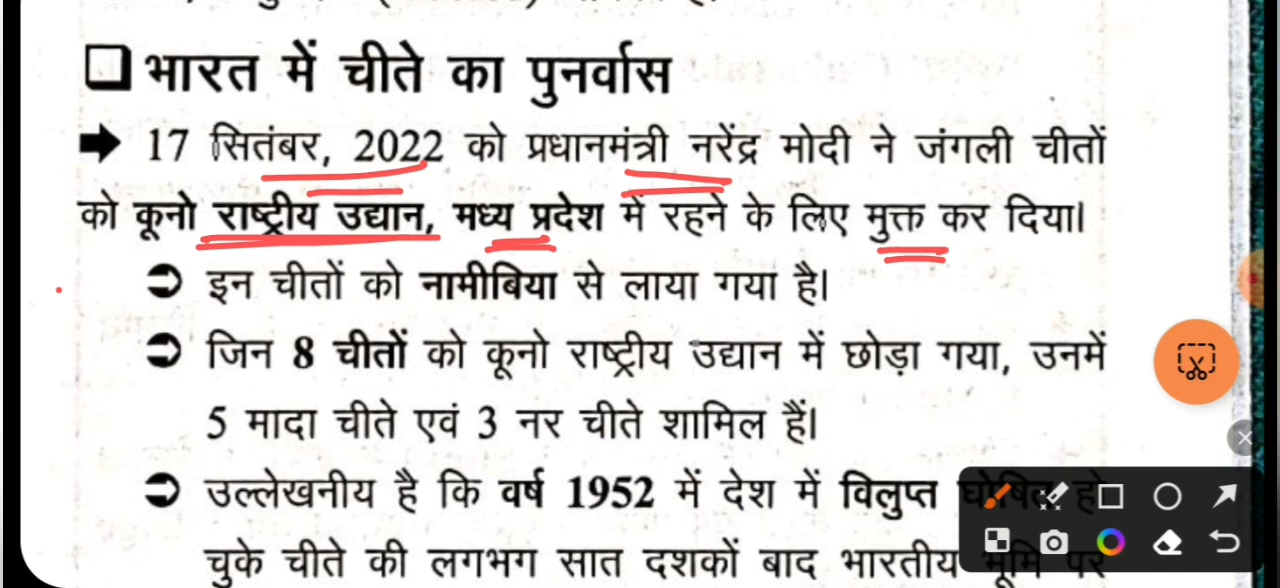 भारत में चीते का पुनर्वास
17 सितंबर, 2022 को प्रधानमंत्री नरेंद्र मोदी ने जंगली चीतों
को कूनो राष्ट्रीय उद्यान, मध्य प्रदेश में रहने के लिए मुक्त कर दिया।
इन चीतों को नामीबिया से लाया गया है।
जिन 8 चीतों को कूनो राष्ट्रीय उद्यान में छोड़ा गया, उनमें
5 मादा चीते एवं 3 नर चीते शामिल हैं।
उल्लेखनीय है कि वर्ष 1952 में देश में विलुप्त घोषित हो
चुके चीते की लगभग सात दशकों बाद भारतीय भूमि पर